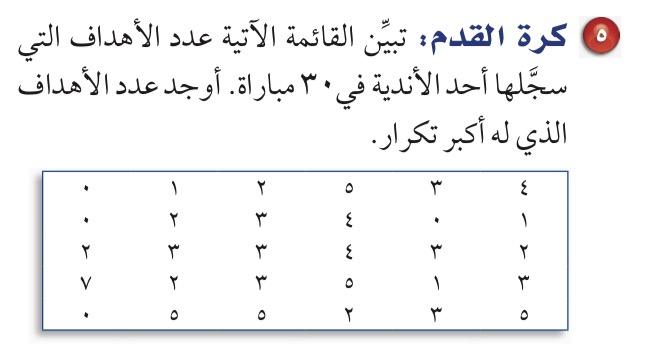 ٥ كرة القدم: تبيِّن القائمة الآتية عدد الأهداف التي
سجَّلها أحد الأندية في ٣٠ مباراة. أوجد عدد الأهداف
الذي له أكبر تكرار.
٤ ٣ ٥ ٢ ١ ٠
١ ٠ ٤ ٣ ٢ ٠
٢ ٣ ٤ ٣ ٣ ٢
٣ ١ ٥ ٣ ٢ ٧
٥ ٣ ٢ ٥ ٥ ٠